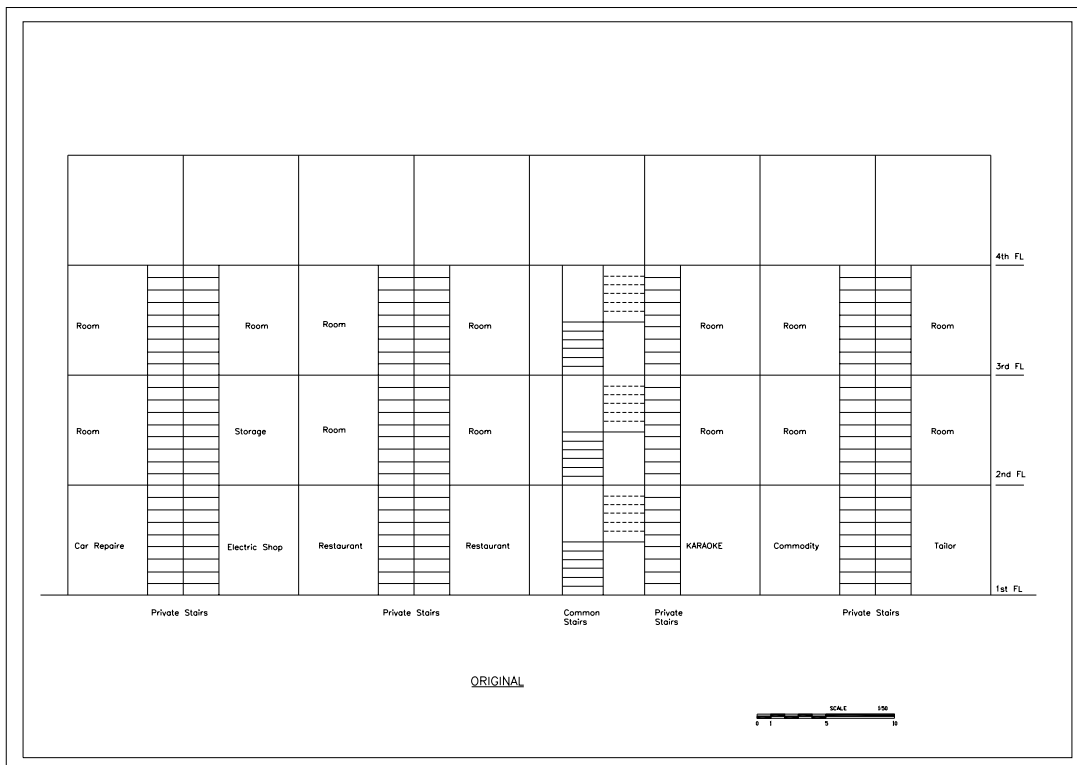 4th FL
Room Room Room Room Room Room Room
3rd FL
Room Storage Room Room Room Room Room
2nd FL
Car Repaire Electric Shop Restaurant Restaurant KARAOKE Commodity Tailor
1st FL
Private Stairs Private Stairs Common Stairs Private Stairs Private Stairs
ORIGINAL
SCALE 1/50
0 1 5 10